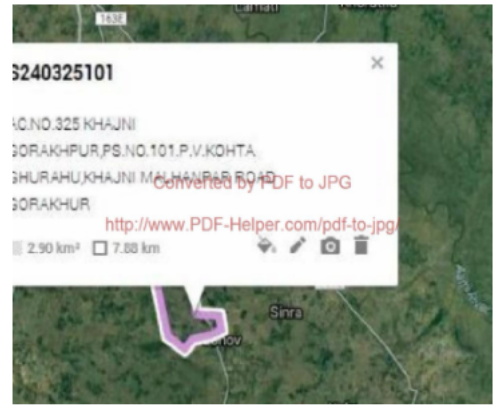 163E
S240325101
AC.NO.325 KHAJNI
GORAKHPUR,PS.NO.101.P.V.KOHTA
GHURAHU,KHAJNI MALHANPAR ROAD
GORAKHUR
Converted by PDF to JPG
http://www.PDF-Helper.com/pdf-to-jpg/
2.90 km² 7.88 km
Sinra